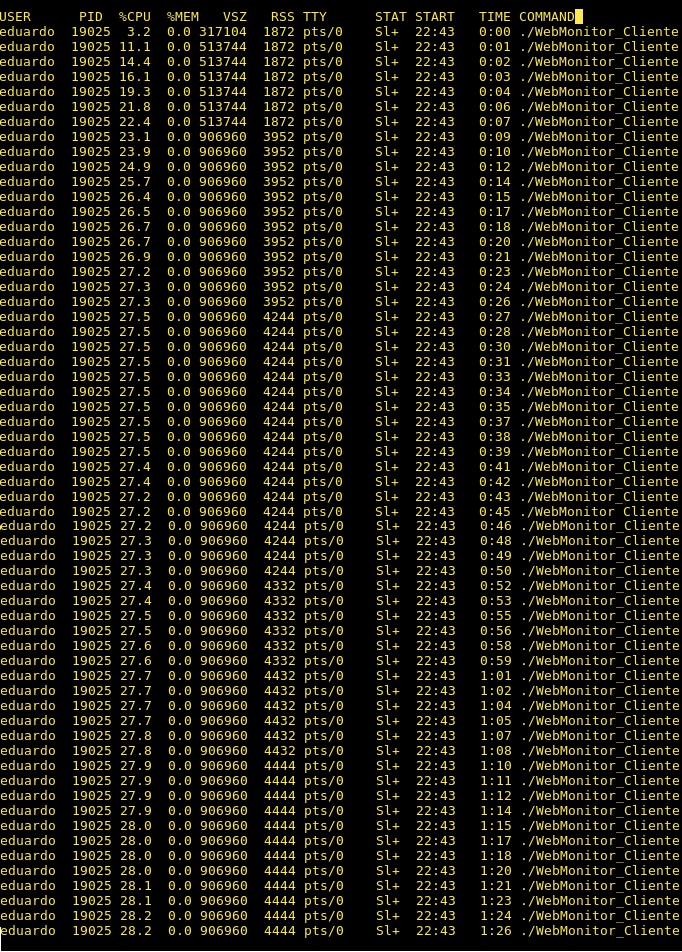 USER PID %CPU %MEM VSZ RSS TTY STAT START TIME COMMAND
eduardo 19025 3.2 0.0 317104 1872 pts/0 Sl+ 22:43 0:00 ./WebMonitor_Cliente
eduardo 19025 11.1 0.0 513744 1872 pts/0 Sl+ 22:43 0:01 ./WebMonitor_Cliente
eduardo 19025 14.4 0.0 513744 1872 pts/0 Sl+ 22:43 0:02 ./WebMonitor_Cliente
eduardo 19025 16.1 0.0 513744 1872 pts/0 Sl+ 22:43 0:03 ./WebMonitor_Cliente
eduardo 19025 19.3 0.0 513744 1872 pts/0 Sl+ 22:43 0:04 ./WebMonitor_Cliente
eduardo 19025 21.8 0.0 513744 1872 pts/0 Sl+ 22:43 0:06 ./WebMonitor_Cliente
eduardo 19025 22.4 0.0 513744 1872 pts/0 Sl+ 22:43 0:07 ./WebMonitor_Cliente
eduardo 19025 23.1 0.0 906960 3952 pts/0 Sl+ 22:43 0:09 ./WebMonitor_Cliente
eduardo 19025 23.9 0.0 906960 3952 pts/0 Sl+ 22:43 0:10 ./WebMonitor_Cliente
eduardo 19025 24.9 0.0 906960 3952 pts/0 Sl+ 22:43 0:12 ./WebMonitor_Cliente
eduardo 19025 25.7 0.0 906960 3952 pts/0 Sl+ 22:43 0:14 ./WebMonitor_Cliente
eduardo 19025 26.4 0.0 906960 3952 pts/0 Sl+ 22:43 0:15 ./WebMonitor_Cliente
eduardo 19025 26.5 0.0 906960 3952 pts/0 Sl+ 22:43 0:17 ./WebMonitor_Cliente
eduardo 19025 26.7 0.0 906960 3952 pts/0 Sl+ 22:43 0:18 ./WebMonitor_Cliente
eduardo 19025 26.7 0.0 906960 3952 pts/0 Sl+ 22:43 0:20 ./WebMonitor_Cliente
eduardo 19025 26.9 0.0 906960 3952 pts/0 Sl+ 22:43 0:21 ./WebMonitor_Cliente
eduardo 19025 27.2 0.0 906960 3952 pts/0 Sl+ 22:43 0:23 ./WebMonitor_Cliente
eduardo 19025 27.3 0.0 906960 3952 pts/0 Sl+ 22:43 0:24 ./WebMonitor_Cliente
eduardo 19025 27.3 0.0 906960 3952 pts/0 Sl+ 22:43 0:26 ./WebMonitor_Cliente
eduardo 19025 27.5 0.0 906960 4244 pts/0 Sl+ 22:43 0:27 ./WebMonitor_Cliente
eduardo 19025 27.5 0.0 906960 4244 pts/0 Sl+ 22:43 0:28 ./WebMonitor_Cliente
eduardo 19025 27.5 0.0 906960 4244 pts/0 Sl+ 22:43 0:30 ./WebMonitor_Cliente
eduardo 19025 27.5 0.0 906960 4244 pts/0 Sl+ 22:43 0:31 ./WebMonitor_Cliente
eduardo 19025 27.5 0.0 906960 4244 pts/0 Sl+ 22:43 0:33 ./WebMonitor_Cliente
eduardo 19025 27.5 0.0 906960 4244 pts/0 Sl+ 22:43 0:34 ./WebMonitor_Cliente
eduardo 19025 27.5 0.0 906960 4244 pts/0 Sl+ 22:43 0:35 ./WebMonitor_Cliente
eduardo 19025 27.5 0.0 906960 4244 pts/0 Sl+ 22:43 0:37 ./WebMonitor_Cliente
eduardo 19025 27.5 0.0 906960 4244 pts/0 Sl+ 22:43 0:38 ./WebMonitor_Cliente
eduardo 19025 27.5 0.0 906960 4244 pts/0 Sl+ 22:43 0:39 ./WebMonitor_Cliente
eduardo 19025 27.4 0.0 906960 4244 pts/0 Sl+ 22:43 0:41 ./WebMonitor_Cliente
eduardo 19025 27.4 0.0 906960 4244 pts/0 Sl+ 22:43 0:42 ./WebMonitor_Cliente
eduardo 19025 27.2 0.0 906960 4244 pts/0 Sl+ 22:43 0:43 ./WebMonitor_Cliente
eduardo 19025 27.2 0.0 906960 4244 pts/0 Sl+ 22:43 0:45 ./WebMonitor_Cliente
eduardo 19025 27.2 0.0 906960 4244 pts/0 Sl+ 22:43 0:46 ./WebMonitor_Cliente
eduardo 19025 27.3 0.0 906960 4244 pts/0 Sl+ 22:43 0:48 ./WebMonitor_Cliente
eduardo 19025 27.3 0.0 906960 4244 pts/0 Sl+ 22:43 0:49 ./WebMonitor_Cliente
eduardo 19025 27.3 0.0 906960 4244 pts/0 Sl+ 22:43 0:50 ./WebMonitor_Cliente
eduardo 19025 27.4 0.0 906960 4332 pts/0 Sl+ 22:43 0:52 ./WebMonitor_Cliente
eduardo 19025 27.4 0.0 906960 4332 pts/0 Sl+ 22:43 0:53 ./WebMonitor_Cliente
eduardo 19025 27.5 0.0 906960 4332 pts/0 Sl+ 22:43 0:55 ./WebMonitor_Cliente
eduardo 19025 27.5 0.0 906960 4332 pts/0 Sl+ 22:43 0:56 ./WebMonitor_Cliente
eduardo 19025 27.6 0.0 906960 4332 pts/0 Sl+ 22:43 0:58 ./WebMonitor_Cliente
eduardo 19025 27.6 0.0 906960 4332 pts/0 Sl+ 22:43 0:59 ./WebMonitor_Cliente
eduardo 19025 27.7 0.0 906960 4432 pts/0 Sl+ 22:43 1:01 ./WebMonitor_Cliente
eduardo 19025 27.7 0.0 906960 4432 pts/0 Sl+ 22:43 1:02 ./WebMonitor_Cliente
eduardo 19025 27.7 0.0 906960 4432 pts/0 Sl+ 22:43 1:04 ./WebMonitor_Cliente
eduardo 19025 27.7 0.0 906960 4432 pts/0 Sl+ 22:43 1:05 ./WebMonitor_Cliente
eduardo 19025 27.8 0.0 906960 4432 pts/0 Sl+ 22:43 1:07 ./WebMonitor_Cliente
eduardo 19025 27.8 0.0 906960 4432 pts/0 Sl+ 22:43 1:08 ./WebMonitor_Cliente
eduardo 19025 27.9 0.0 906960 4444 pts/0 Sl+ 22:43 1:10 ./WebMonitor_Cliente
eduardo 19025 27.9 0.0 906960 4444 pts/0 Sl+ 22:43 1:11 ./WebMonitor_Cliente
eduardo 19025 27.9 0.0 906960 4444 pts/0 Sl+ 22:43 1:12 ./WebMonitor_Cliente
eduardo 19025 27.9 0.0 906960 4444 pts/0 Sl+ 22:43 1:14 ./WebMonitor_Cliente
eduardo 19025 28.0 0.0 906960 4444 pts/0 Sl+ 22:43 1:15 ./WebMonitor_Cliente
eduardo 19025 28.0 0.0 906960 4444 pts/0 Sl+ 22:43 1:17 ./WebMonitor_Cliente
eduardo 19025 28.0 0.0 906960 4444 pts/0 Sl+ 22:43 1:18 ./WebMonitor_Cliente
eduardo 19025 28.0 0.0 906960 4444 pts/0 Sl+ 22:43 1:20 ./WebMonitor_Cliente
eduardo 19025 28.1 0.0 906960 4444 pts/0 Sl+ 22:43 1:21 ./WebMonitor_Cliente
eduardo 19025 28.1 0.0 906960 4444 pts/0 Sl+ 22:43 1:23 ./WebMonitor_Cliente
eduardo 19025 28.2 0.0 906960 4444 pts/0 Sl+ 22:43 1:24 ./WebMonitor_Cliente
eduardo 19025 28.2 0.0 906960 4444 pts/0 Sl+ 22:43 1:26 ./WebMonitor_Cliente